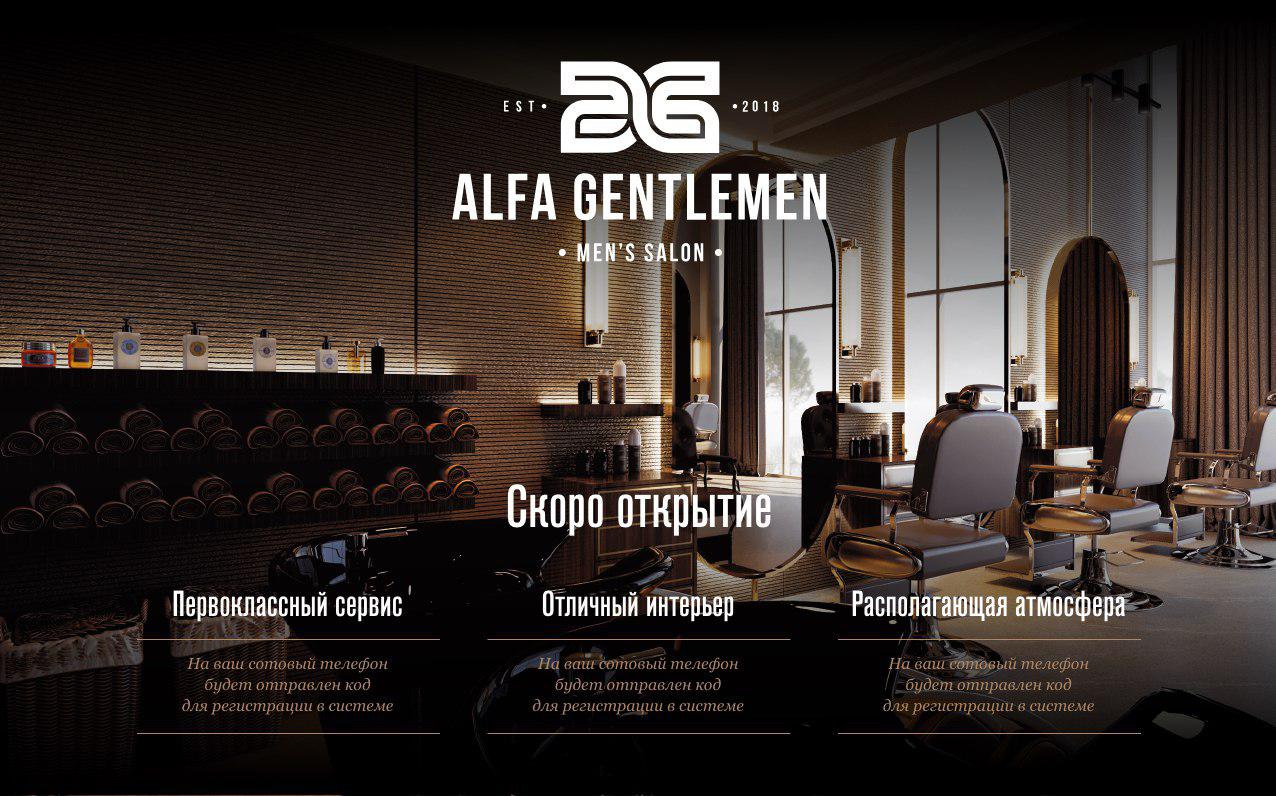 EST• •2018
ALFA GENTLEMEN
• MEN'S SALON •
Скоро открытие
Первоклассный сервис
Отличный интерьер
Располагающая атмосфера
На ваш сотовый телефон
будет отправлен код
для регистрации в системе
На ваш сотовый телефон
будет отправлен код
для регистрации в системе
На ваш сотовый телефон
будет отправлен код
для регистрации в системе